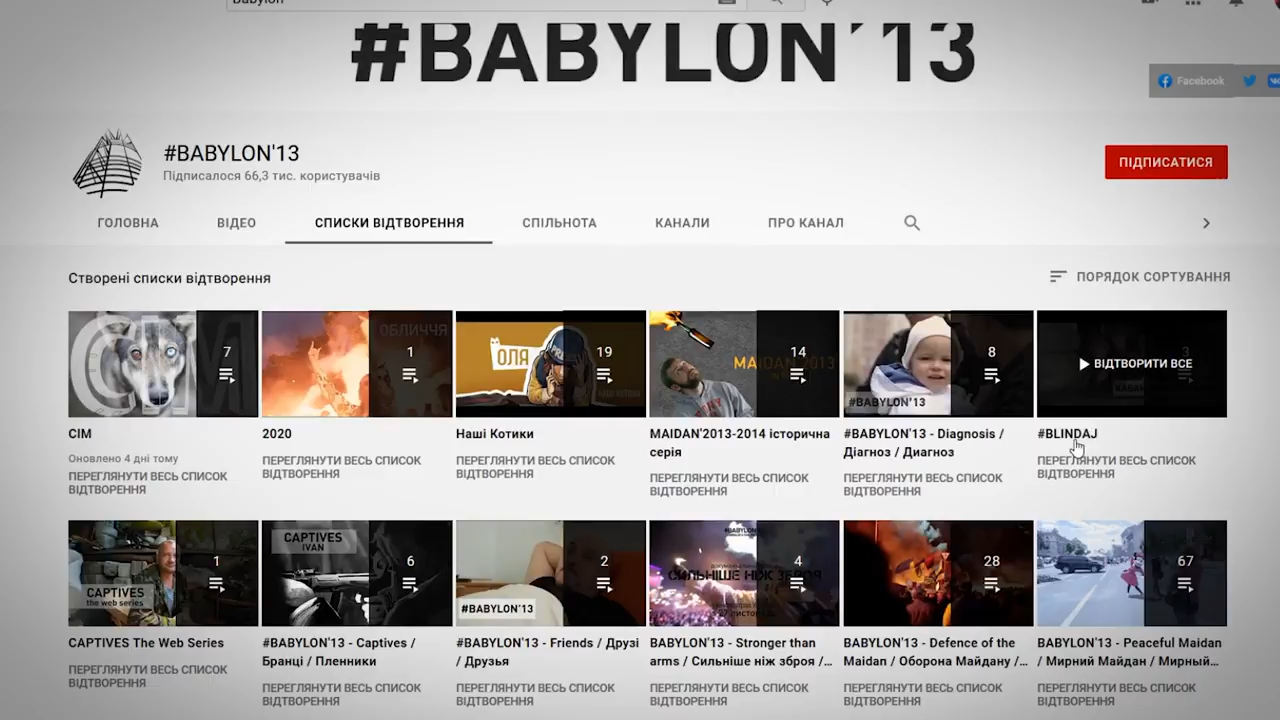 Babylon
#BABYLON'13
Facebook
#BABYLON'13
Підписалося 66,3 тис. користувачів
ПІДПИСАТИСЯ
ГОЛОВНА
ВІДЕО
СПИСКИ ВІДТВОРЕННЯ
СПІЛЬНОТА
КАНАЛИ
ПРО КАНАЛ
Створені списки відтворення
ПОРЯДОК СОРТУВАННЯ
СІМ
7
ОБЛИЧЧЯ
1
ОЛЯ
19
MAIDAN 2013
14
#BABYLON'13
8
ВІДТВОРИТИ ВСЕ
3
СІМ
Оновлено 4 дні тому
ПЕРЕГЛЯНУТИ ВЕСЬ СПИСОК
ВІДТВОРЕННЯ
2020
ПЕРЕГЛЯНУТИ ВЕСЬ СПИСОК
ВІДТВОРЕННЯ
Наші Котики
ПЕРЕГЛЯНУТИ ВЕСЬ СПИСОК
ВІДТВОРЕННЯ
MAIDAN'2013-2014 історична
серія
ПЕРЕГЛЯНУТИ ВЕСЬ СПИСОК
ВІДТВОРЕННЯ
#BABYLON'13 - Diagnosis /
Діагноз / Диагноз
ПЕРЕГЛЯНУТИ ВЕСЬ СПИСОК
ВІДТВОРЕННЯ
#BLINDAJ
ПЕРЕГЛЯНУТИ ВЕСЬ СПИСОК
ВІДТВОРЕННЯ
CAPTIVES
the web series
1
CAPTIVES
IVAN
6
#BABYLON'13
2
СИЛЬНІШЕ НІЖ ЗБРОЯ
4
28
67
CAPTIVES The Web Series
ПЕРЕГЛЯНУТИ ВЕСЬ СПИСОК
ВІДТВОРЕННЯ
#BABYLON'13 - Captives /
Бранці / Пленники
ПЕРЕГЛЯНУТИ ВЕСЬ СПИСОК
ВІДТВОРЕННЯ
#BABYLON'13 - Friends / Друзі
/ Друзья
ПЕРЕГЛЯНУТИ ВЕСЬ СПИСОК
ВІДТВОРЕННЯ
BABYLON'13 - Stronger than
arms / Сильніше ніж зброя /...
ПЕРЕГЛЯНУТИ ВЕСЬ СПИСОК
ВІДТВОРЕННЯ
BABYLON'13 - Defence of the
Maidan / Оборона Майдану /...
ПЕРЕГЛЯНУТИ ВЕСЬ СПИСОК
ВІДТВОРЕННЯ
BABYLON'13 - Peaceful Maidan
/ Мирний Майдан / Мирный...
ПЕРЕГЛЯНУТИ ВЕСЬ СПИСОК
ВІДТВОРЕННЯ